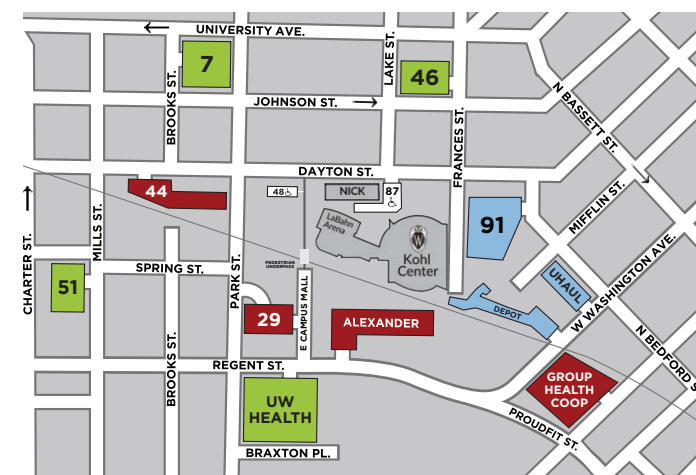 UNIVERSITY AVE.
7
LAKE ST.
46
BROOKS ST.
JOHNSON ST.
N BASSETT ST.
FRANCES ST.
DAYTON ST.
44
48
NICK
87
LaBahn
Arena
Kohl
Center
91
MIFFLIN ST.
W WASHINGTON AVE.
CHARTER ST.
MILLS ST.
SPRING ST.
PARK ST.
PEDESTRIAN
UNDERPASS
E CAMPUS MALL
51
29
ALEXANDER
DEPOT
UHAUL
N BEDFORD S
BROOKS ST.
REGENT ST.
UW
HEALTH
GROUP
HEALTH
COOP
PROUDFIT ST.
BRAXTON PL.